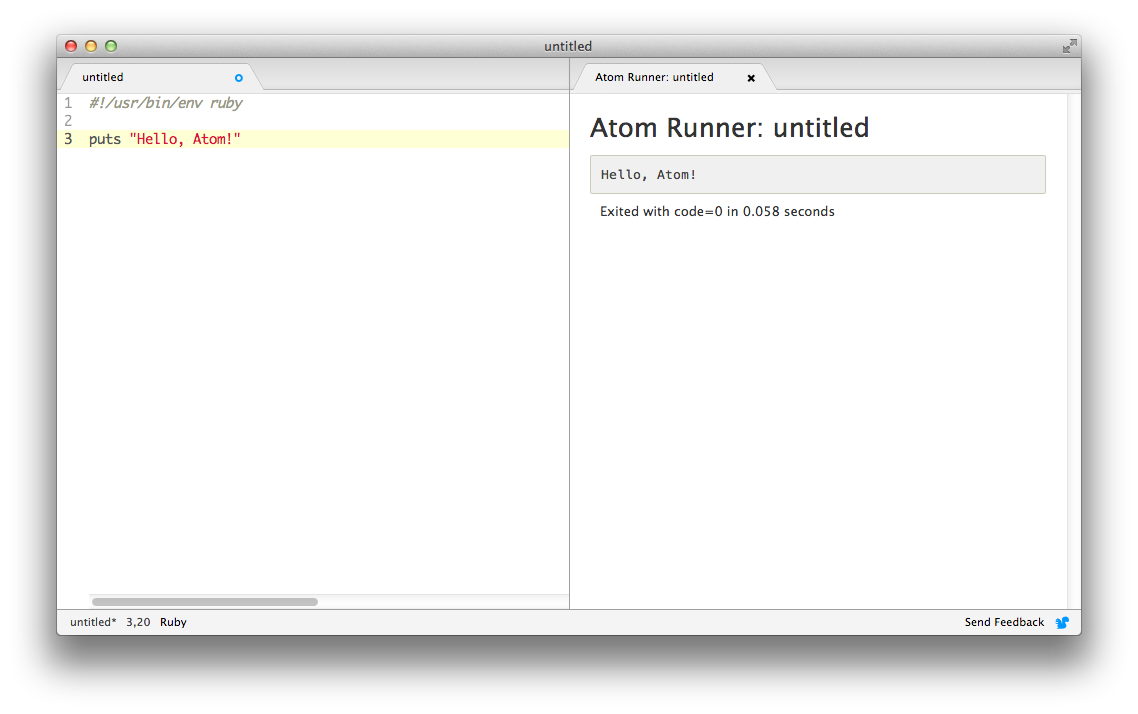 untitled
untitled
Atom Runner: untitled
1 #!/usr/bin/env ruby
2
3 puts "Hello, Atom!"
Atom Runner: untitled
Hello, Atom!
Exited with code=0 in 0.058 seconds
untitled* 3,20 Ruby
Send Feedback